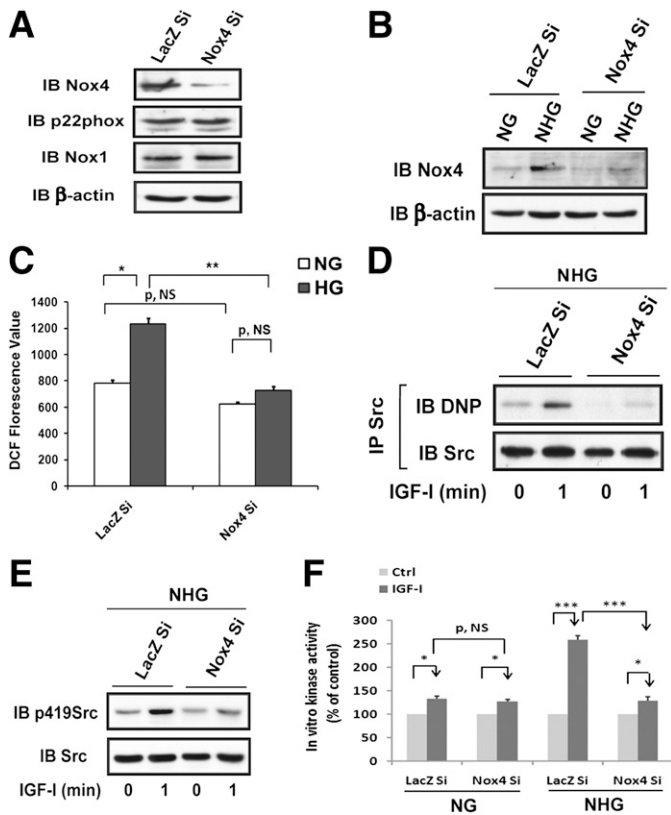 A
LacZ Si
Nox4 Si
IB Nox4
IB p22phox
IB Nox1
IB β-actin
B
LacZ Si
Nox4 Si
NG
NHG
NG
NHG
IB Nox4
IB β-actin
C
NG
HG
*
**
p, NS
p, NS
DCF Florescence Value
1400
1200
1000
800
600
400
200
0
LacZ Si
Nox4 Si
D
NHG
LacZ Si
Nox4 Si
IP Src
IB DNP
IB Src
IGF-I (min) 0 1 0 1
E
NHG
LacZ Si
Nox4 Si
IB p419Src
IB Src
IGF-I (min) 0 1 0 1
F
Ctrl
IGF-I
In vitro kinase activity
(% of control)
300
250
200
150
100
50
0
p, NS
*
*
***
***
*
LacZ Si Nox4 Si LacZ Si Nox4 Si
NG NHG